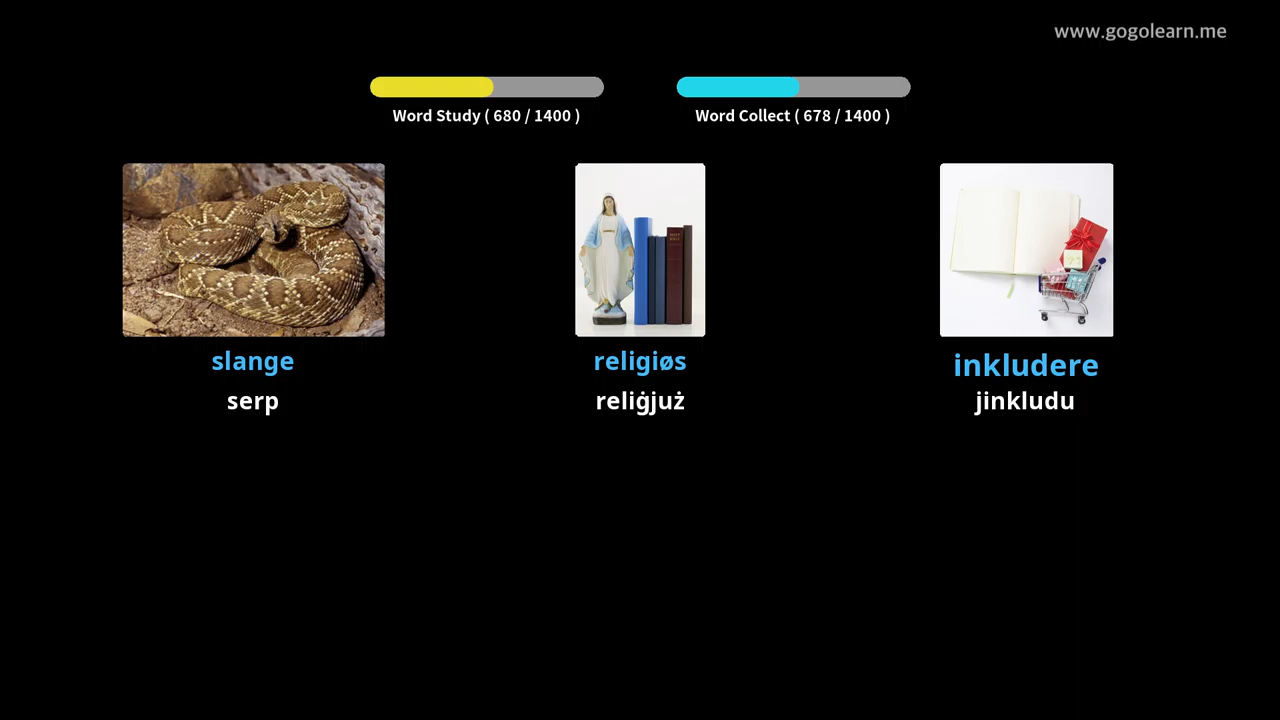 www.gogolearn.me
Word Study ( 680 / 1400 )
Word Collect ( 678 / 1400 )
slange
religiøs
inkludere
serp
reliġjuż
jinkludu